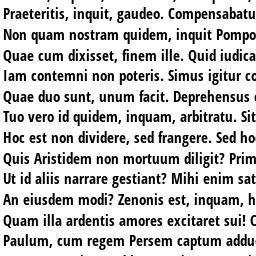 Praeteritis, inquit, gaudeo. Compensabatu
Non quam nostram quidem, inquit Pompo
Quae cum dixisset, finem ille. Quid iudica
Iam contemni non poteris. Simus igitur co
Quae duo sunt, unum facit. Deprehensus
Tuo vero id quidem, inquam, arbitratu. Sit
Hoc est non dividere, sed frangere. Sed ho
Quis Aristidem non mortuum diligit? Prim
Ut id aliis narrare gestiant? Mihi enim sat
An eiusdem modi? Zenonis est, inquam, h
Quam illa ardentis amores excitaret sui! C
Paulum, cum regem Persem captum addu